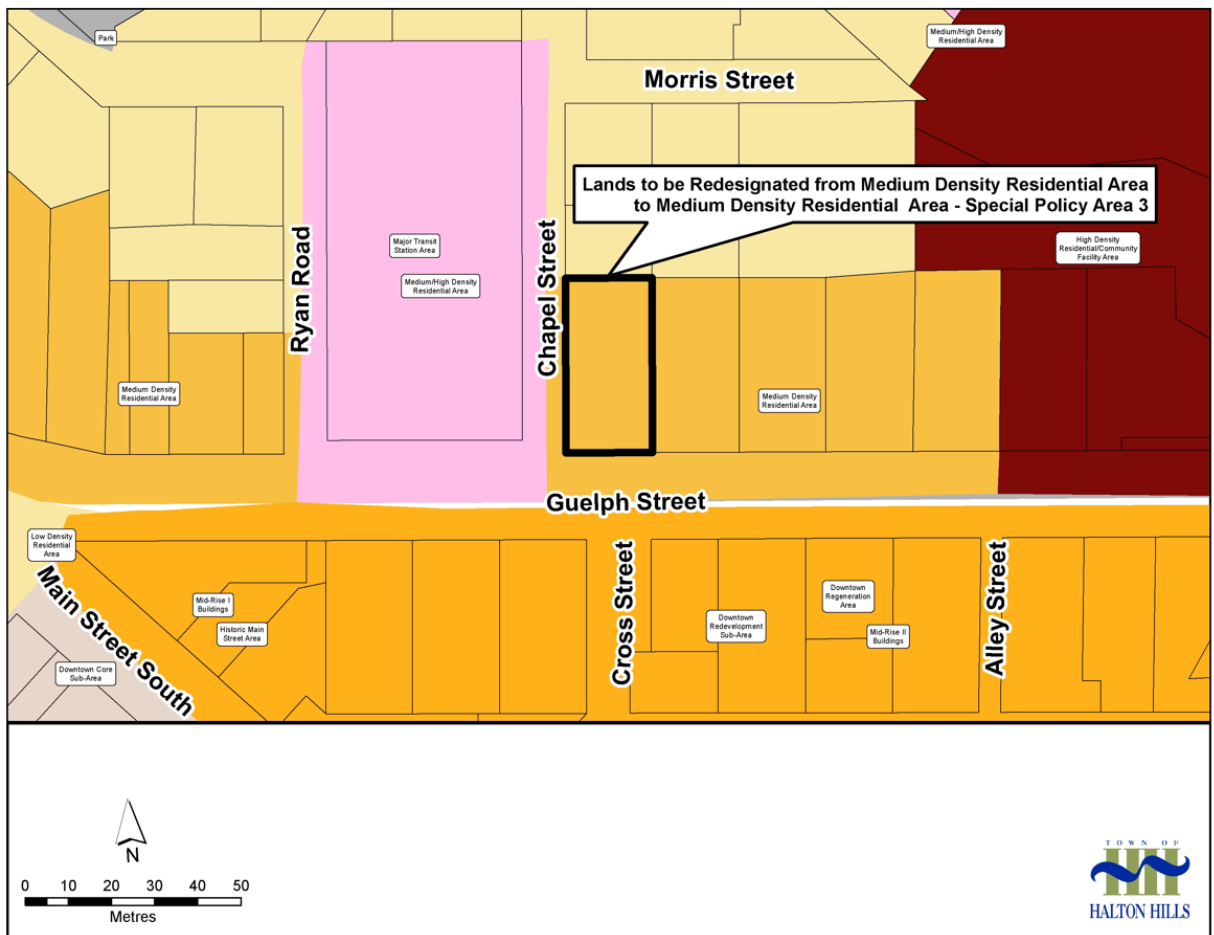 Park
Medium/High Density
Residential Area
Morris Street
Lands to be Redesignated from Medium Density Residential Area
to Medium Density Residential Area - Special Policy Area 3
Major Transit
Station Area
Medium/High Density
Residential Area
High Density
Residential/Community
Facility Area
Ryan Road
Chapel Street
Medium Density
Residential Area
Medium Density
Residential Area
Guelph Street
Low Density
Residential
Area
Main Street South
Mid-Rise I
Buildings
Historic Main
Street Area
Downtown Core
Sub-Area
Cross Street
Downtown
Redevelopment
Sub-Area
Downtown
Regeneration
Area
Mid-Rise II
Buildings
Alley Street
N
0 10 20 30 40 50
Metres
TOWN OF
HALTON HILLS